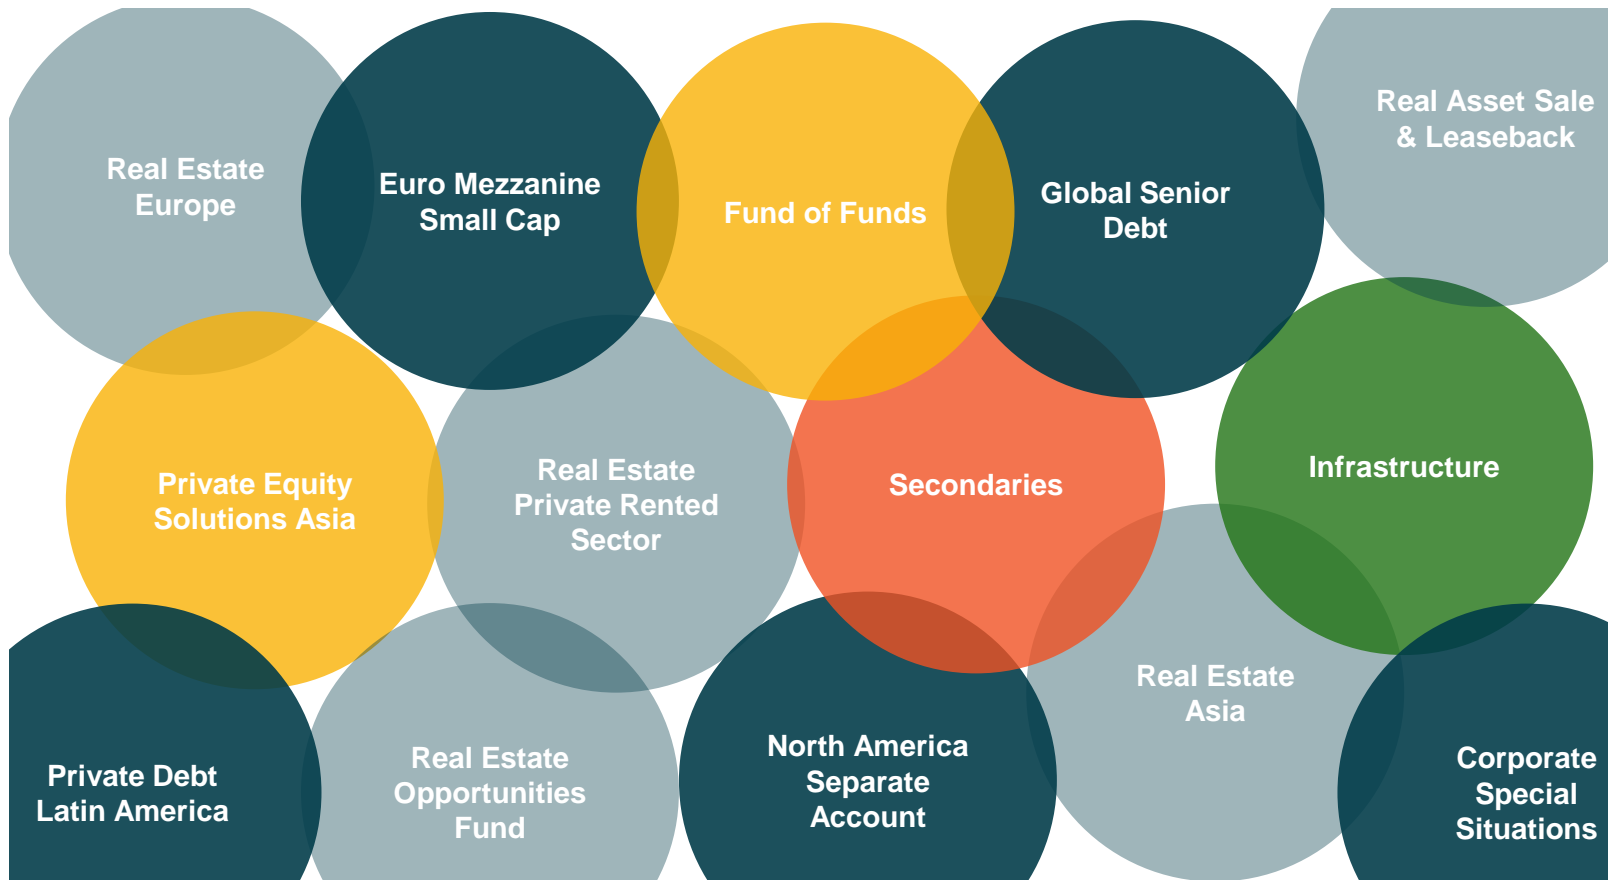 Real Estate
Europe
Euro Mezzanine
Small Cap
Fund of Funds
Global Senior
Debt
Real Asset Sale
& Leaseback
Private Equity
Solutions Asia
Real Estate
Private Rented
Sector
Secondaries
Infrastructure
Private Debt
Latin America
Real Estate
Opportunities
Fund
North America
Separate
Account
Real Estate
Asia
Corporate
Special
Situations